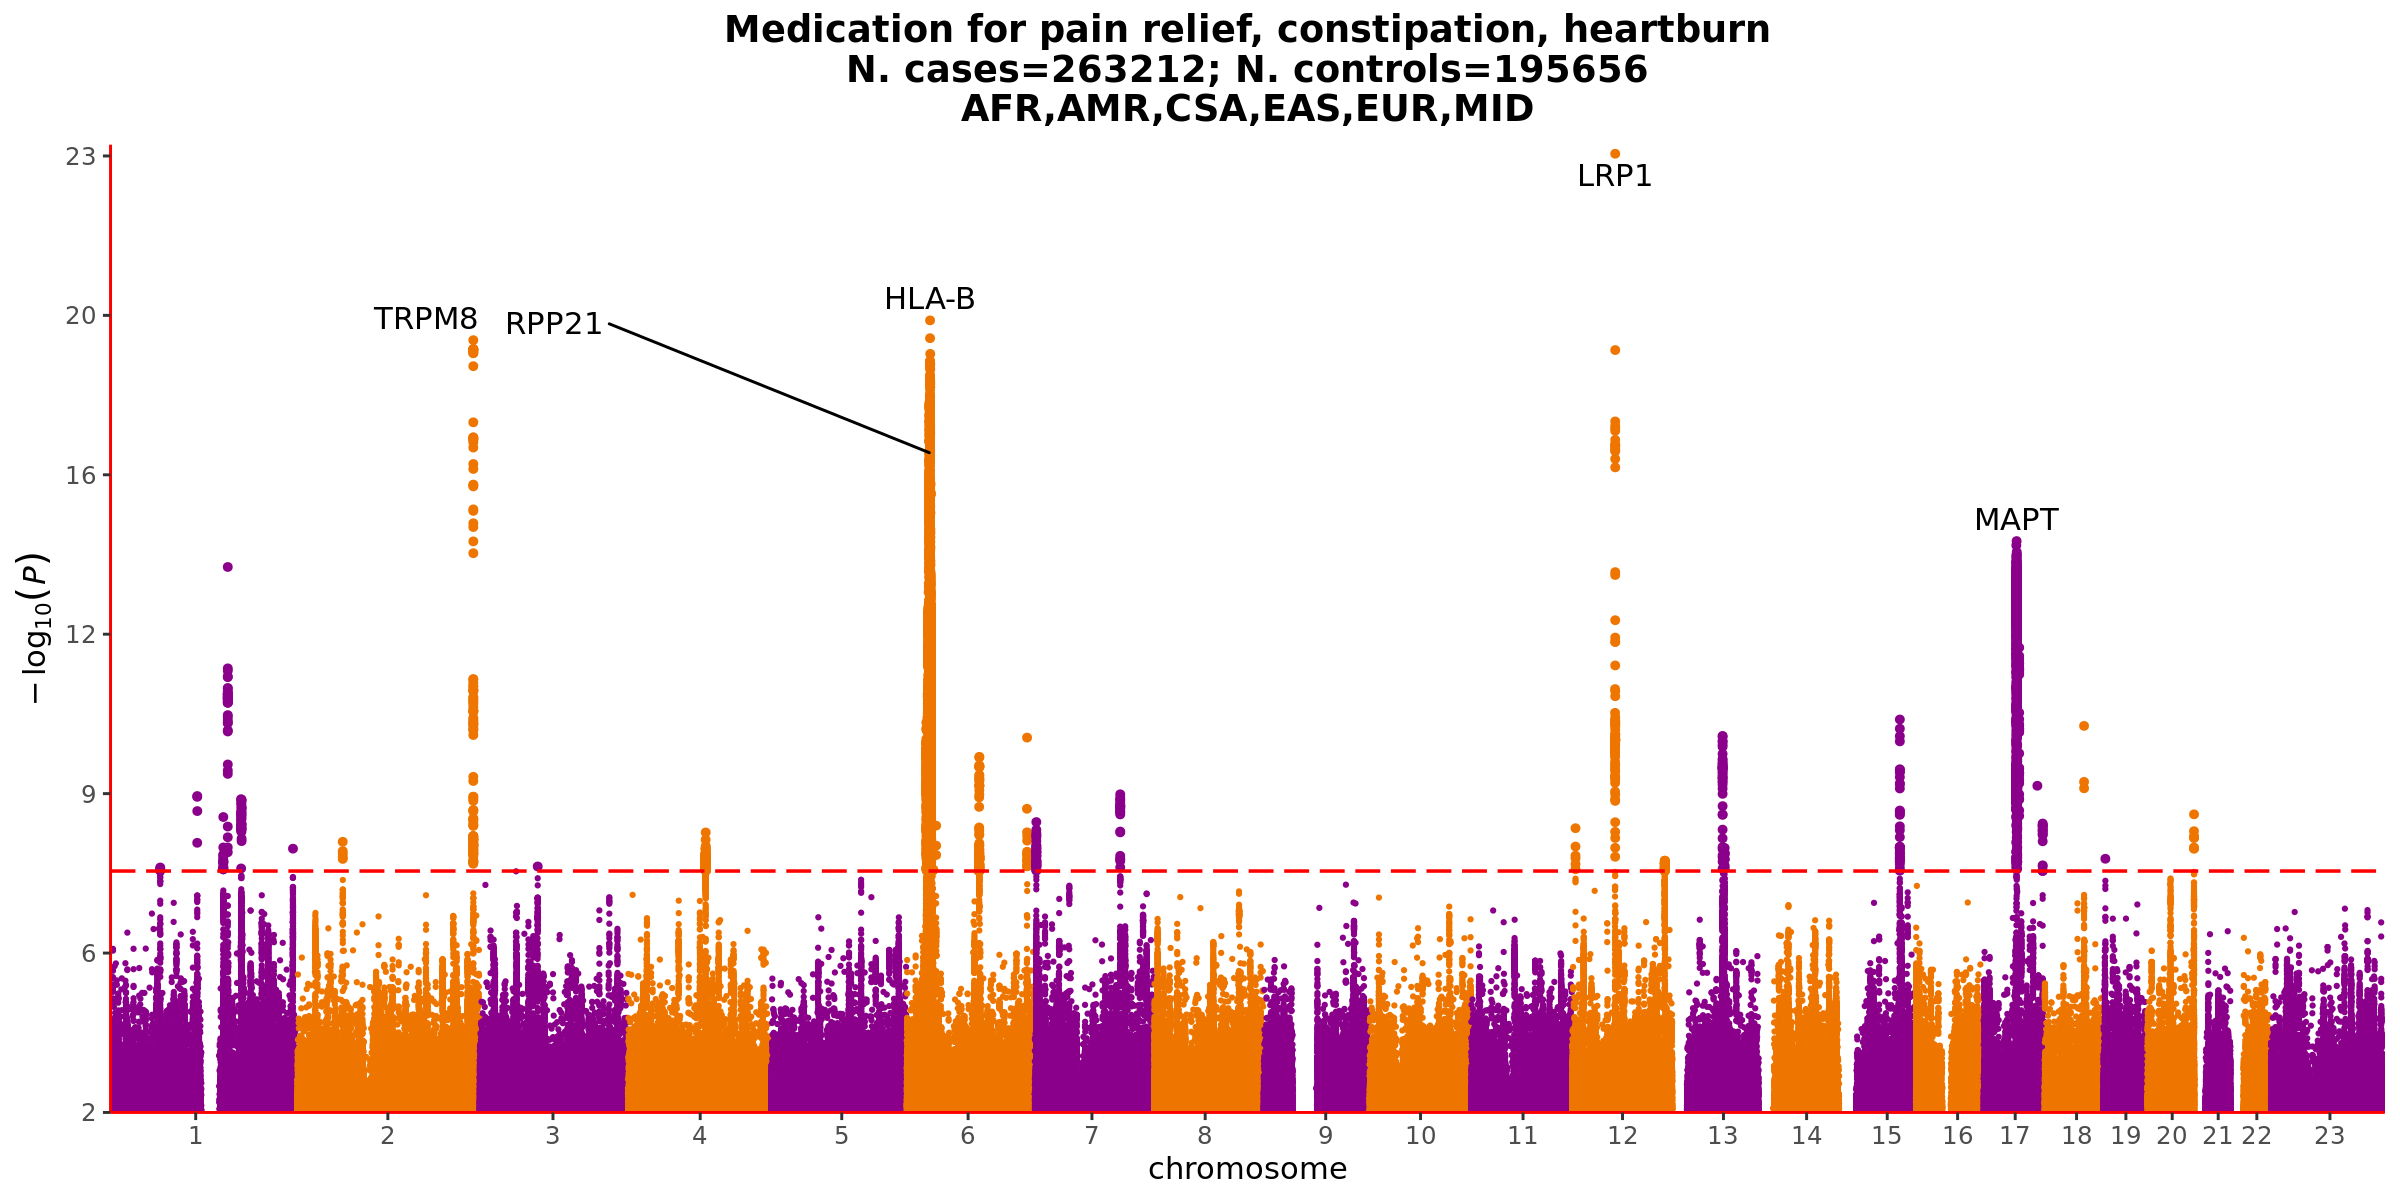 Medication for pain relief, constipation, heartburn
N. cases=263212; N. controls=195656
AFR,AMR,CSA,EAS,EUR,MID
23
LRP1
HLA-B
20
TRPM8
RPP21
16
MAPT
12
9
6
2
−log10(P)
1 2 3 4 5 6 7 8 9 10 11 12 13 14 15 16 17 18 19 20 21 22 23
chromosome